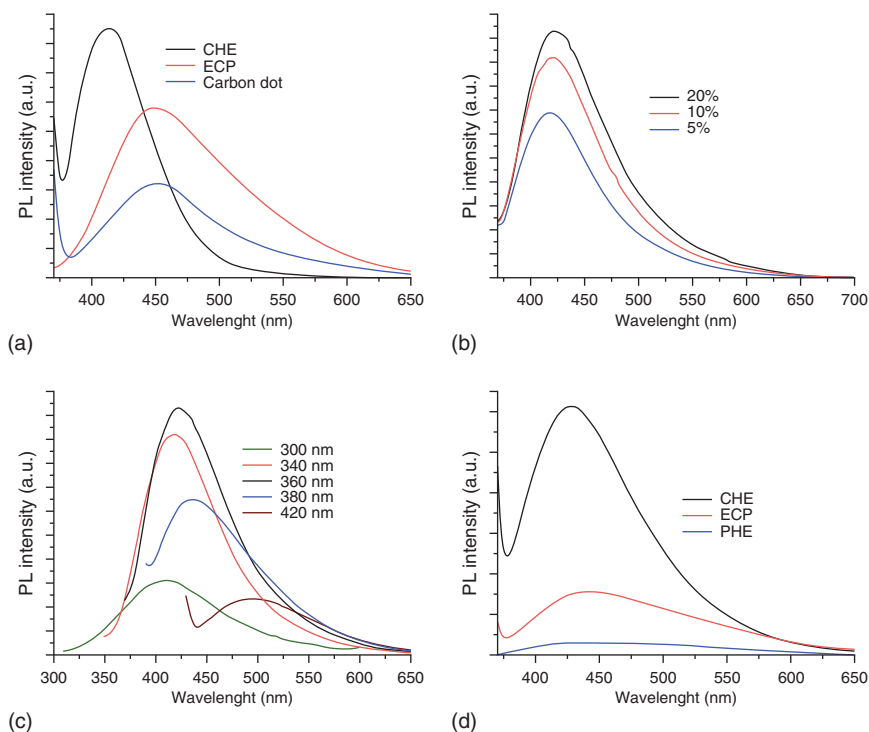 PL intensity (a.u.)
CHE
ECP
Carbon dot
400 450 500 550 600 650
Wavelenght (nm)
(a)
PL intensity (a.u.)
20%
10%
5%
400 450 500 550 600 650 700
Wavelenght (nm)
(b)
PL intensity (a.u.)
300 nm
340 nm
360 nm
380 nm
420 nm
300 350 400 450 500 550 600 650
Wavelenght (nm)
(c)
PL intensity (a.u.)
CHE
ECP
PHE
400 450 500 550 600 650
Wavelenght (nm)
(d)